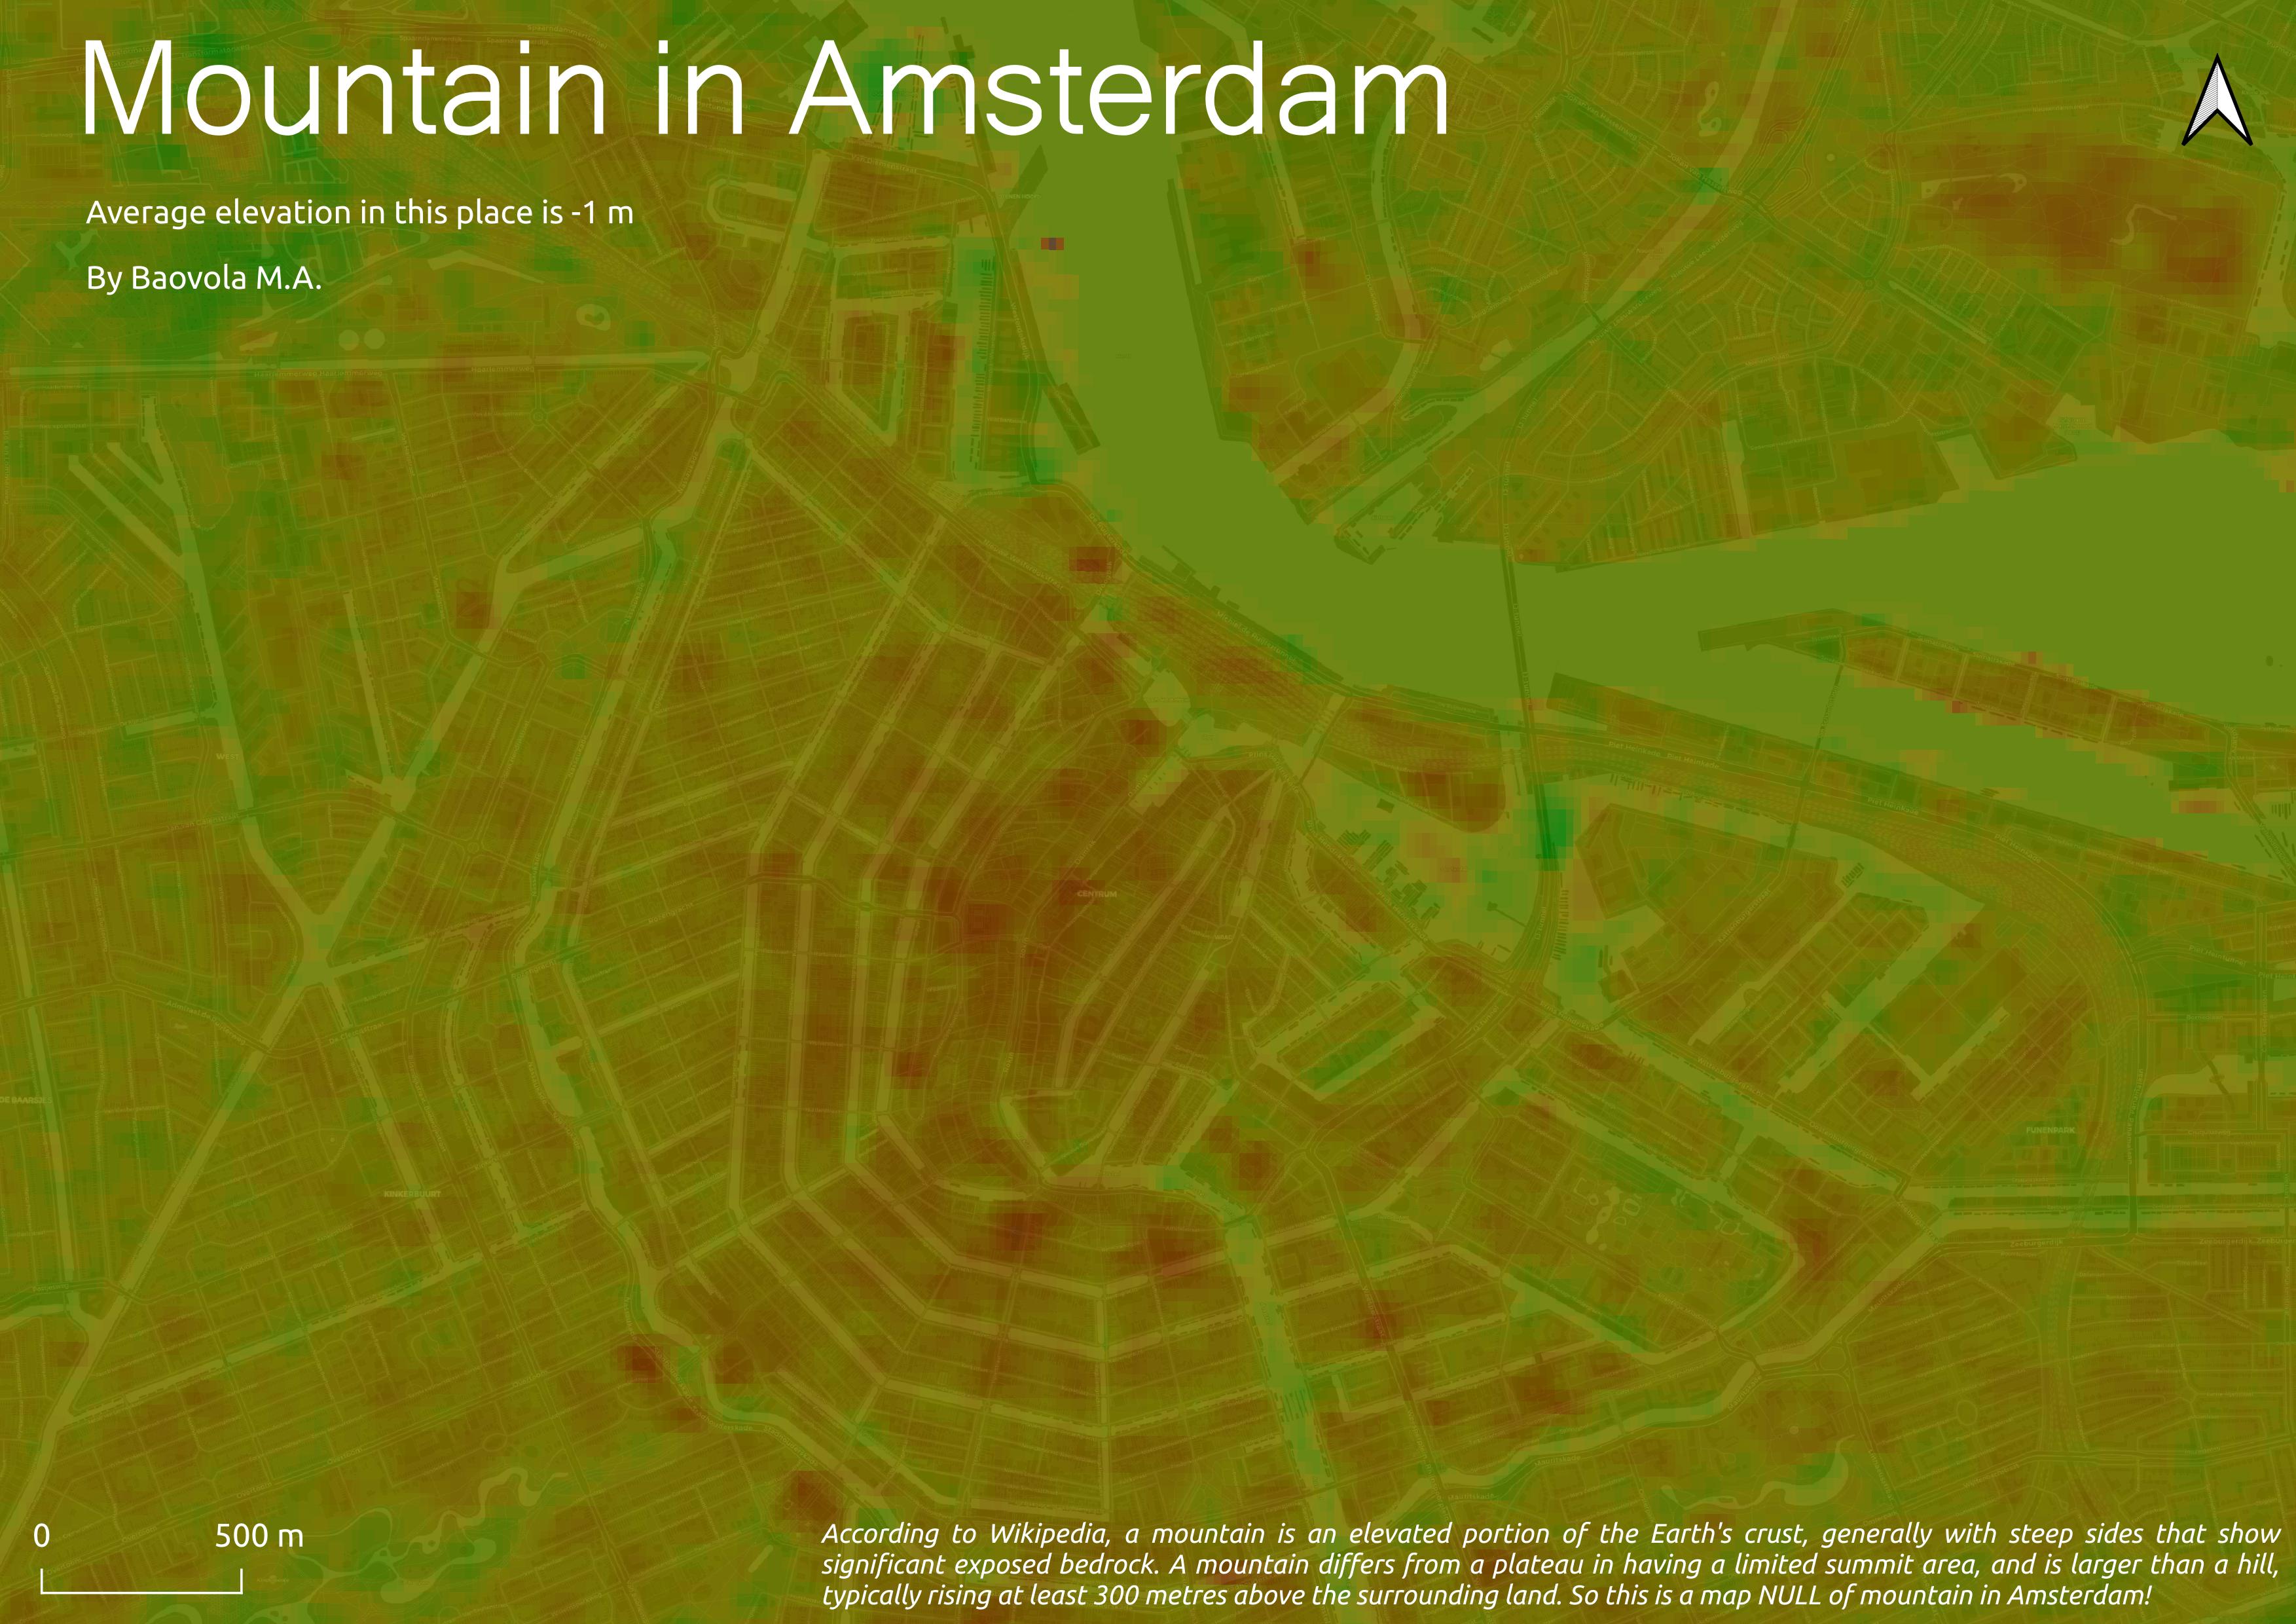 Mountain in Amsterdam
Average elevation in this place is -1 m
By Baovola M.A.
CENTRUM
FUNENPARK
KINKERBUURT
0 500 m
According to Wikipedia, a mountain is an elevated portion of the Earth's crust, generally with steep sides that show
significant exposed bedrock. A mountain differs from a plateau in having a limited summit area, and is larger than a hill,
typically rising at least 300 metres above the surrounding land. So this is a map NULL of mountain in Amsterdam!